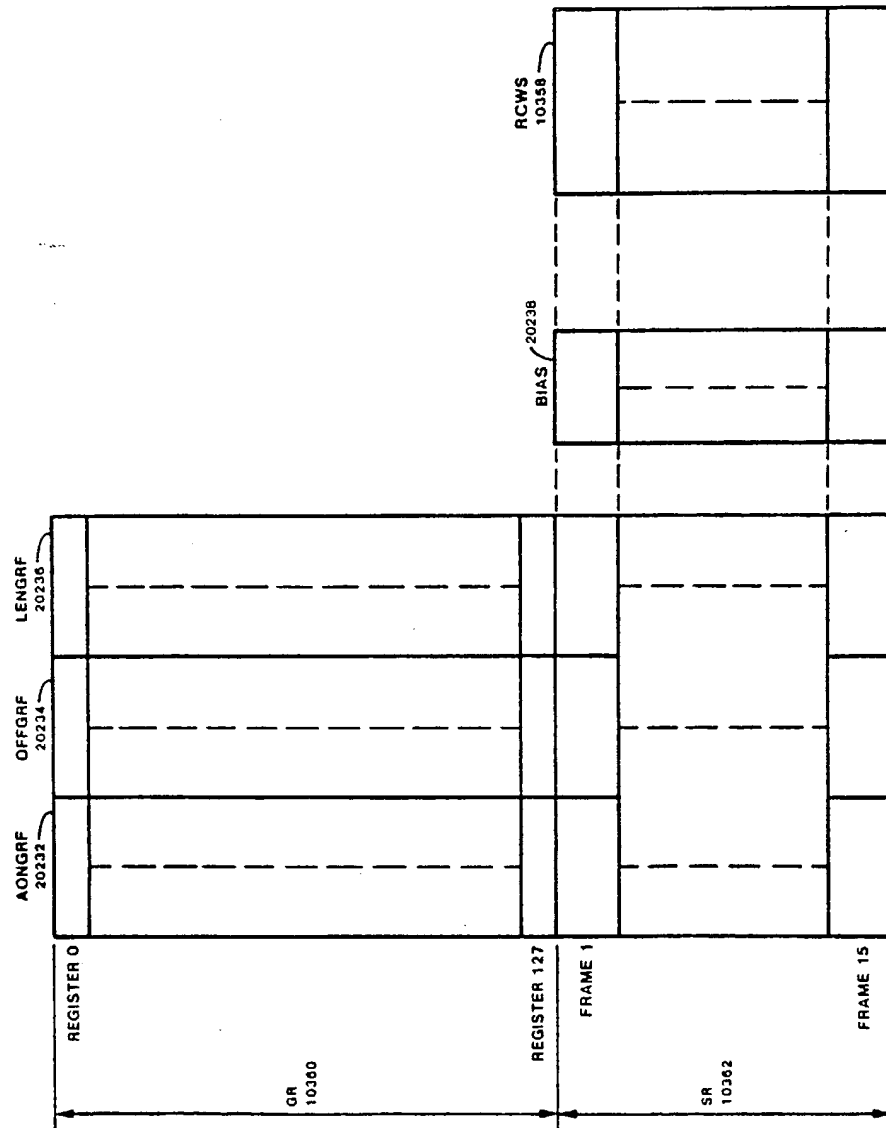 AONGRF
20232
OFFGRF
20234
LENGRF
20236
BIAS
20238
RCWS
10358
REGISTER 0
GR
10360
REGISTER 127
FRAME 1
SR
10362
FRAME 15